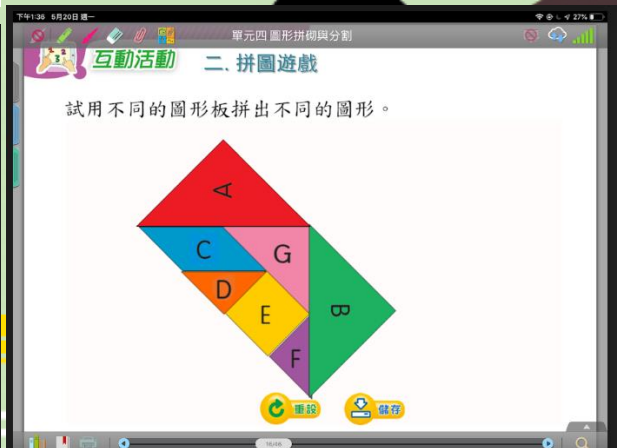 下午1:36 5月20日 週一
27%
單元四 圖形拼砌與分割
互動活動 二. 拼圖遊戲
試用不同的圖形板拼出不同的圖形。
A
C
G
D
E
B
F
重設 儲存